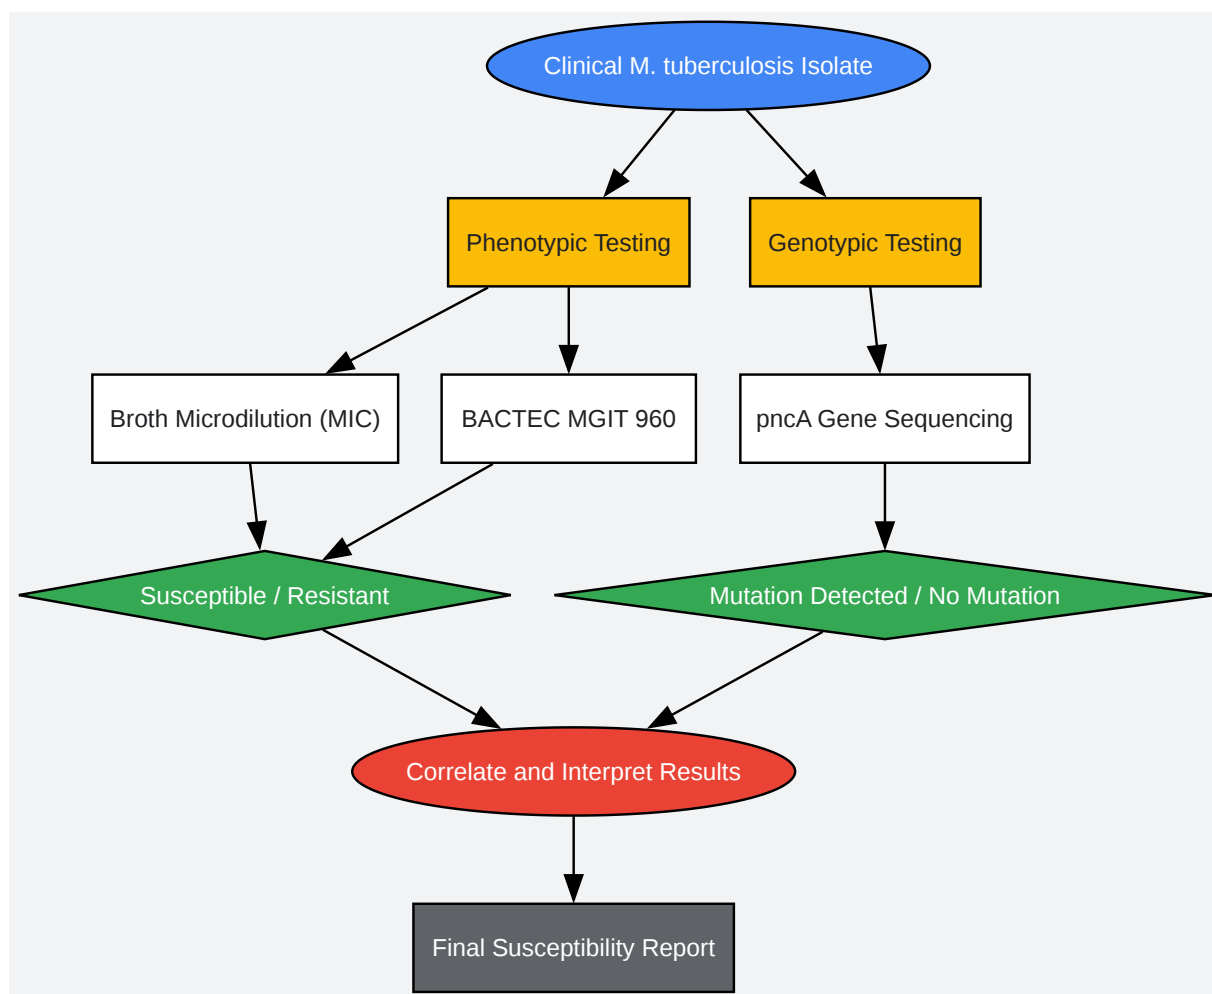 Clinical M. tuberculosis Isolate
Phenotypic Testing
Genotypic Testing
Broth Microdilution (MIC)
BACTEC MGIT 960
pncA Gene Sequencing
Susceptible / Resistant
Mutation Detected / No Mutation
Correlate and Interpret Results
Final Susceptibility Report